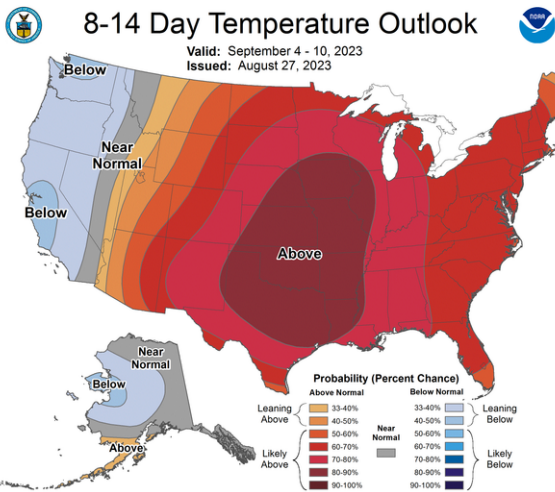 8-14 Day Temperature Outlook
Valid: September 4 - 10, 2023
Issued: August 27, 2023
NOAA
Below
Near
Normal
Below
Above
Near
Normal
Below
Above
Probability (Percent Chance)
Above Normal
Below Normal
Leaning
Above
33-40%
40-50%
Likely
Above
50-60%
60-70%
70-80%
80-90%
90-100%
Near
Normal
33-40%
40-50%
Leaning
Below
50-60%
60-70%
70-80%
80-90%
90-100%
Likely
Below